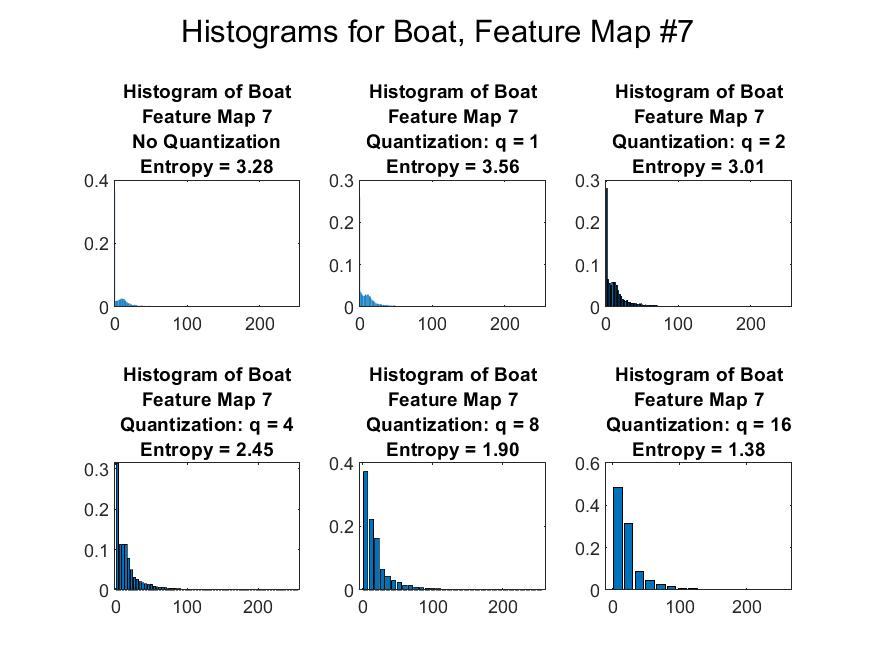 Histograms for Boat, Feature Map #7
Histogram of Boat
Feature Map 7
No Quantization
Entropy = 3.28
0.4
0.2
0
0 100 200
Histogram of Boat
Feature Map 7
Quantization: q = 1
Entropy = 3.56
0.3
0.2
0.1
0
0 100 200
Histogram of Boat
Feature Map 7
Quantization: q = 2
Entropy = 3.01
0.3
0.2
0.1
0
0 100 200
Histogram of Boat
Feature Map 7
Quantization: q = 4
Entropy = 2.45
0.3
0.2
0.1
0
0 100 200
Histogram of Boat
Feature Map 7
Quantization: q = 8
Entropy = 1.90
0.4
0.2
0
0 100 200
Histogram of Boat
Feature Map 7
Quantization: q = 16
Entropy = 1.38
0.6
0.4
0.2
0
0 100 200